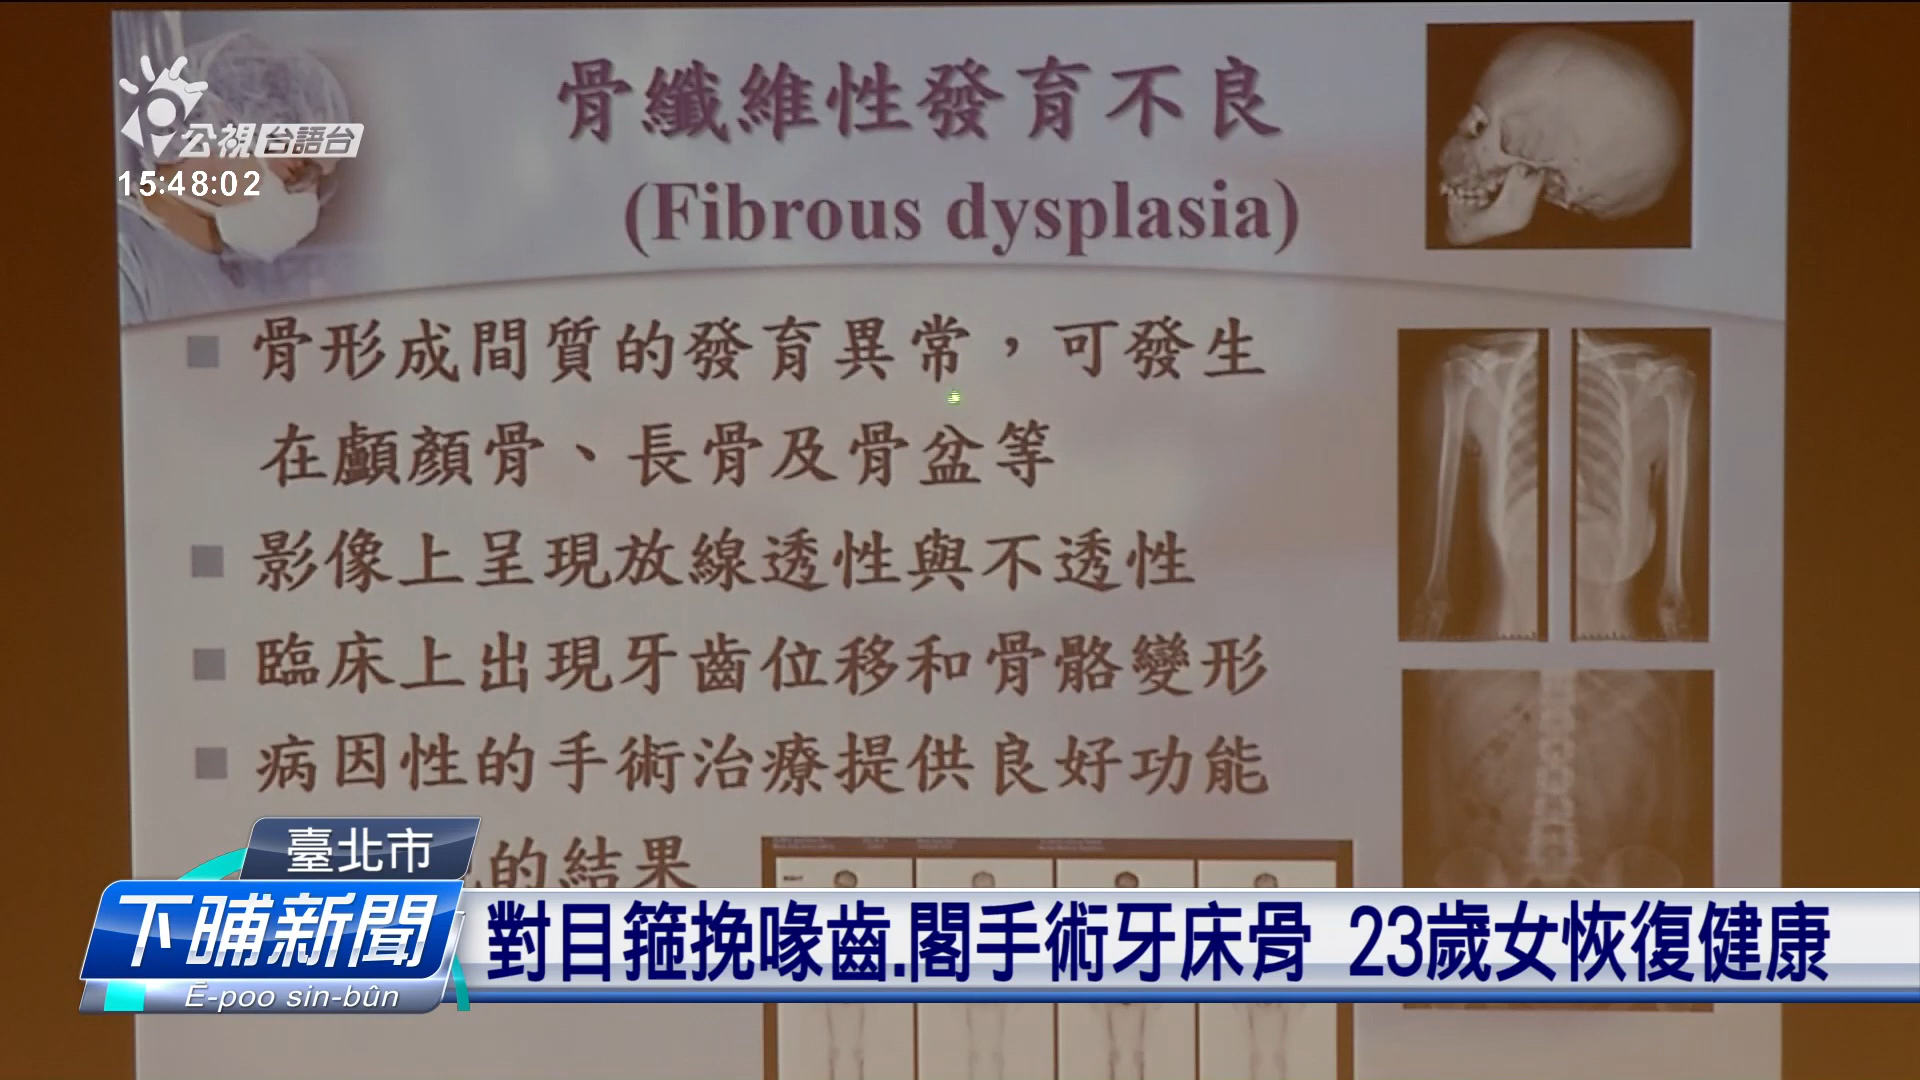 公視台語台
15:48:02
骨纖維性發育不良
(Fibrous dysplasia)
骨形成間質的發育異常，可發生
在顱顏骨、長骨及骨盆等
影像上呈現放線透性與不透性
臨床上出現牙齒位移和骨骼變形
病因性的手術治療提供良好功能
的結果
臺北市
下晡新聞
Ē-poo sin-bûn
對目箍挽喙齒.閣手術牙床骨 23歲女恢復健康